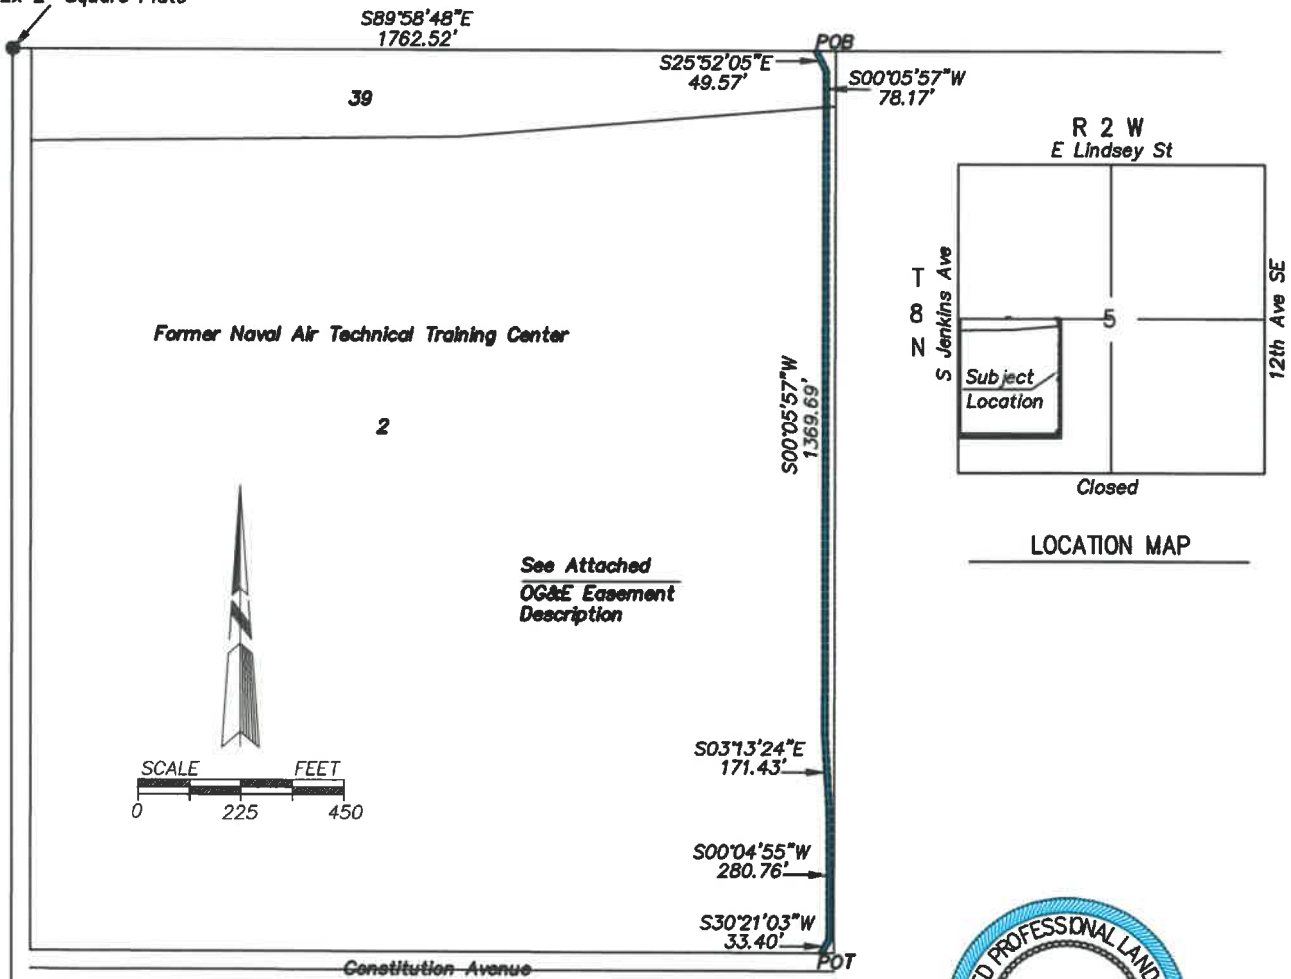 Square Plate
S89°58'48"E
1762.52'
POB
S25°52'05"E
49.57'
S00°05'57"W
78.17'
39
R 2 W
E Lindsey St
T
8
N
S Jenkins Ave
12th Ave SE
5
Subject
Location
Closed
LOCATION MAP
Former Naval Air Technical Training Center
2
S00°05'57"W
1369.69'
See Attached
OG&E Easement
Description
SCALE FEET
0 225 450
S03°13'24"E
171.43'
S00°04'55"W
280.76'
S30°21'03"W
33.40'
POT
Constitution Avenue
PROFESSIONAL LAND